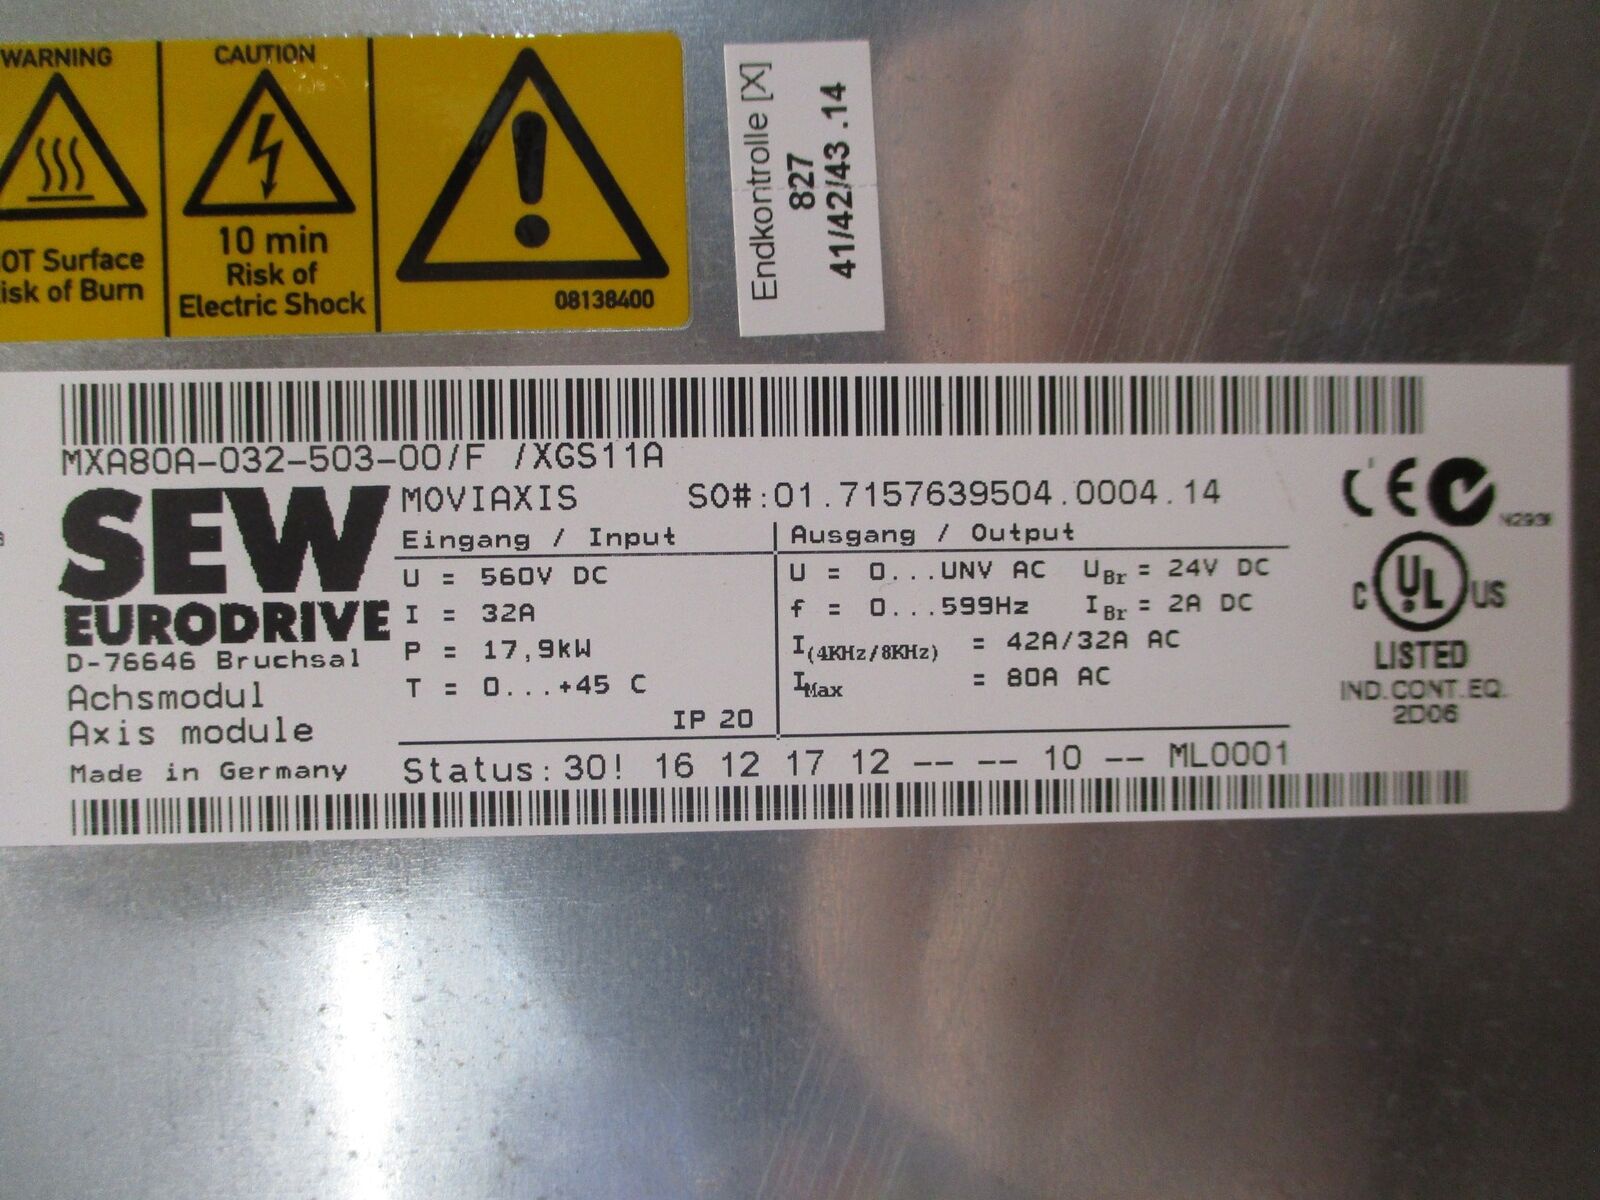 WARNING
OT Surface
isk of Burn
CAUTION
10 min
Risk of
Electric Shock
08138400
Endkontrolle [X]
827
41/42/43 .14
MXA80A-032-503-00/F /XGS11A
SEW
EURODRIVE
D-76646 Bruchsal
Achsmodul
Axis module
Made in Germany
MOVIAXIS SO#:01.7157639504.0004.14
Eingang / Input
U = 560V DC
I = 32A
P = 17,9kW
T = 0...+45 C
IP 20
Ausgang / Output
U = 0...UNV AC UBr = 24V DC
f = 0...599Hz IBr = 2A DC
I(4KHz/8KHz) = 42A/32A AC
IMax = 80A AC
Status: 30! 16 12 17 12 -- -- 10 -- ML0001
CE
C UL US
LISTED
IND.CONT.EQ.
2D06